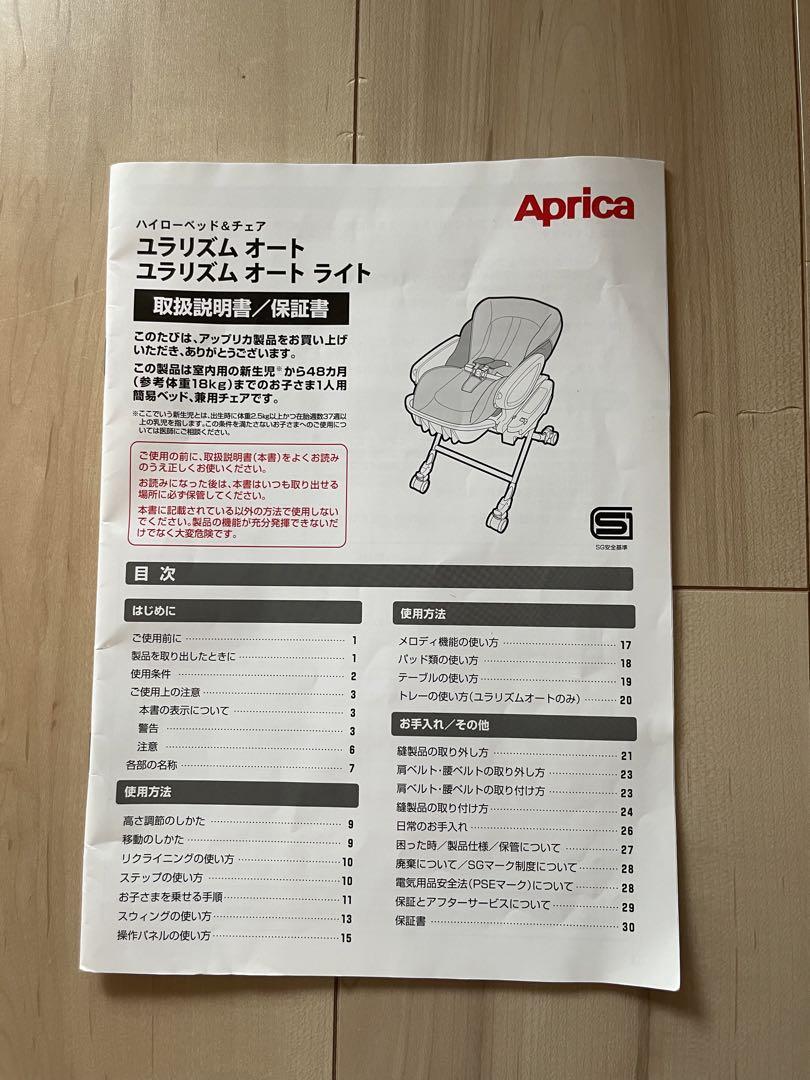 Aprica
ハイローベッド&チェア
ユラリズム オート
ユラリズム オート ライト
取扱説明書/保証書
このたびは、アップリカ製品をお買い上げ
いただき、ありがとうございます。
この製品は室内用の新生児※から48カ月
(参考体重18kg)までのお子さま1人用
簡易ベッド、兼用チェアです。
※ここでいう新生児とは、出生時に体重2.5kg以上かつ在胎週数37週以
上の乳児を指します。この条件を満たさないお子さまへのご使用につ
いては医師にご相談ください。
ご使用の前に、取扱説明書(本書)をよくお読み
のうえ正しくお使いください。
お読みになった後は、本書はいつも取り出せる
場所に必ず保管してください。
本書に記載されている以外の方法で使用しない
でください。製品の機能が充分発揮できないだ
けでなく大変危険です。
SG安全基準
目 次
はじめに
ご使用前に 1
製品を取り出したときに 1
使用条件 2
ご使用上の注意 3
本書の表示について 3
警告 3
注意 6
各部の名称 7
使用方法
高さ調節のしかた 9
移動のしかた 9
リクライニングの使い方 10
ステップの使い方 10
お子さまを乗せる手順 11
スウィングの使い方 13
操作パネルの使い方 15
使用方法
メロディ機能の使い方 17
パッド類の使い方 18
テーブルの使い方 19
トレーの使い方(ユラリズムオートのみ) 20
お手入れ/その他
縫製品の取り外し方 21
肩ベルト・腰ベルトの取り外し方 23
肩ベルト・腰ベルトの取り付け方 23
縫製品の取り付け方 24
日常のお手入れ 26
困った時/製品仕様/保管について 27
廃棄について/SGマーク制度について 28
電気用品安全法(PSEマーク)について 28
保証とアフターサービスについて 29
保証書 30